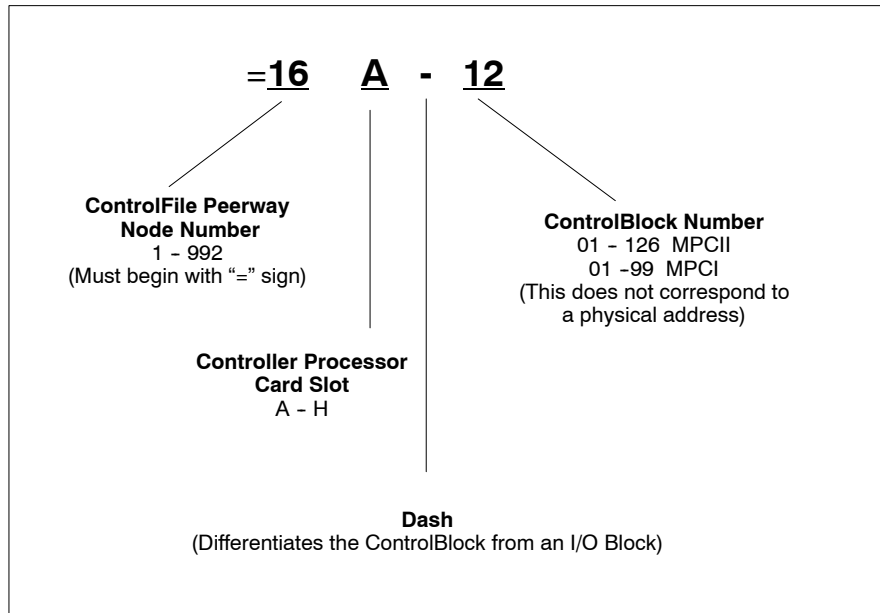 =16 A - 12
ControlFile Peerway
Node Number
1 - 992
(Must begin with “=” sign)
ControlBlock Number
01 - 126 MPCII
01 -99 MPCI
(This does not correspond to
a physical address)
Controller Processor
Card Slot
A - H
Dash
(Differentiates the ControlBlock from an I/O Block)